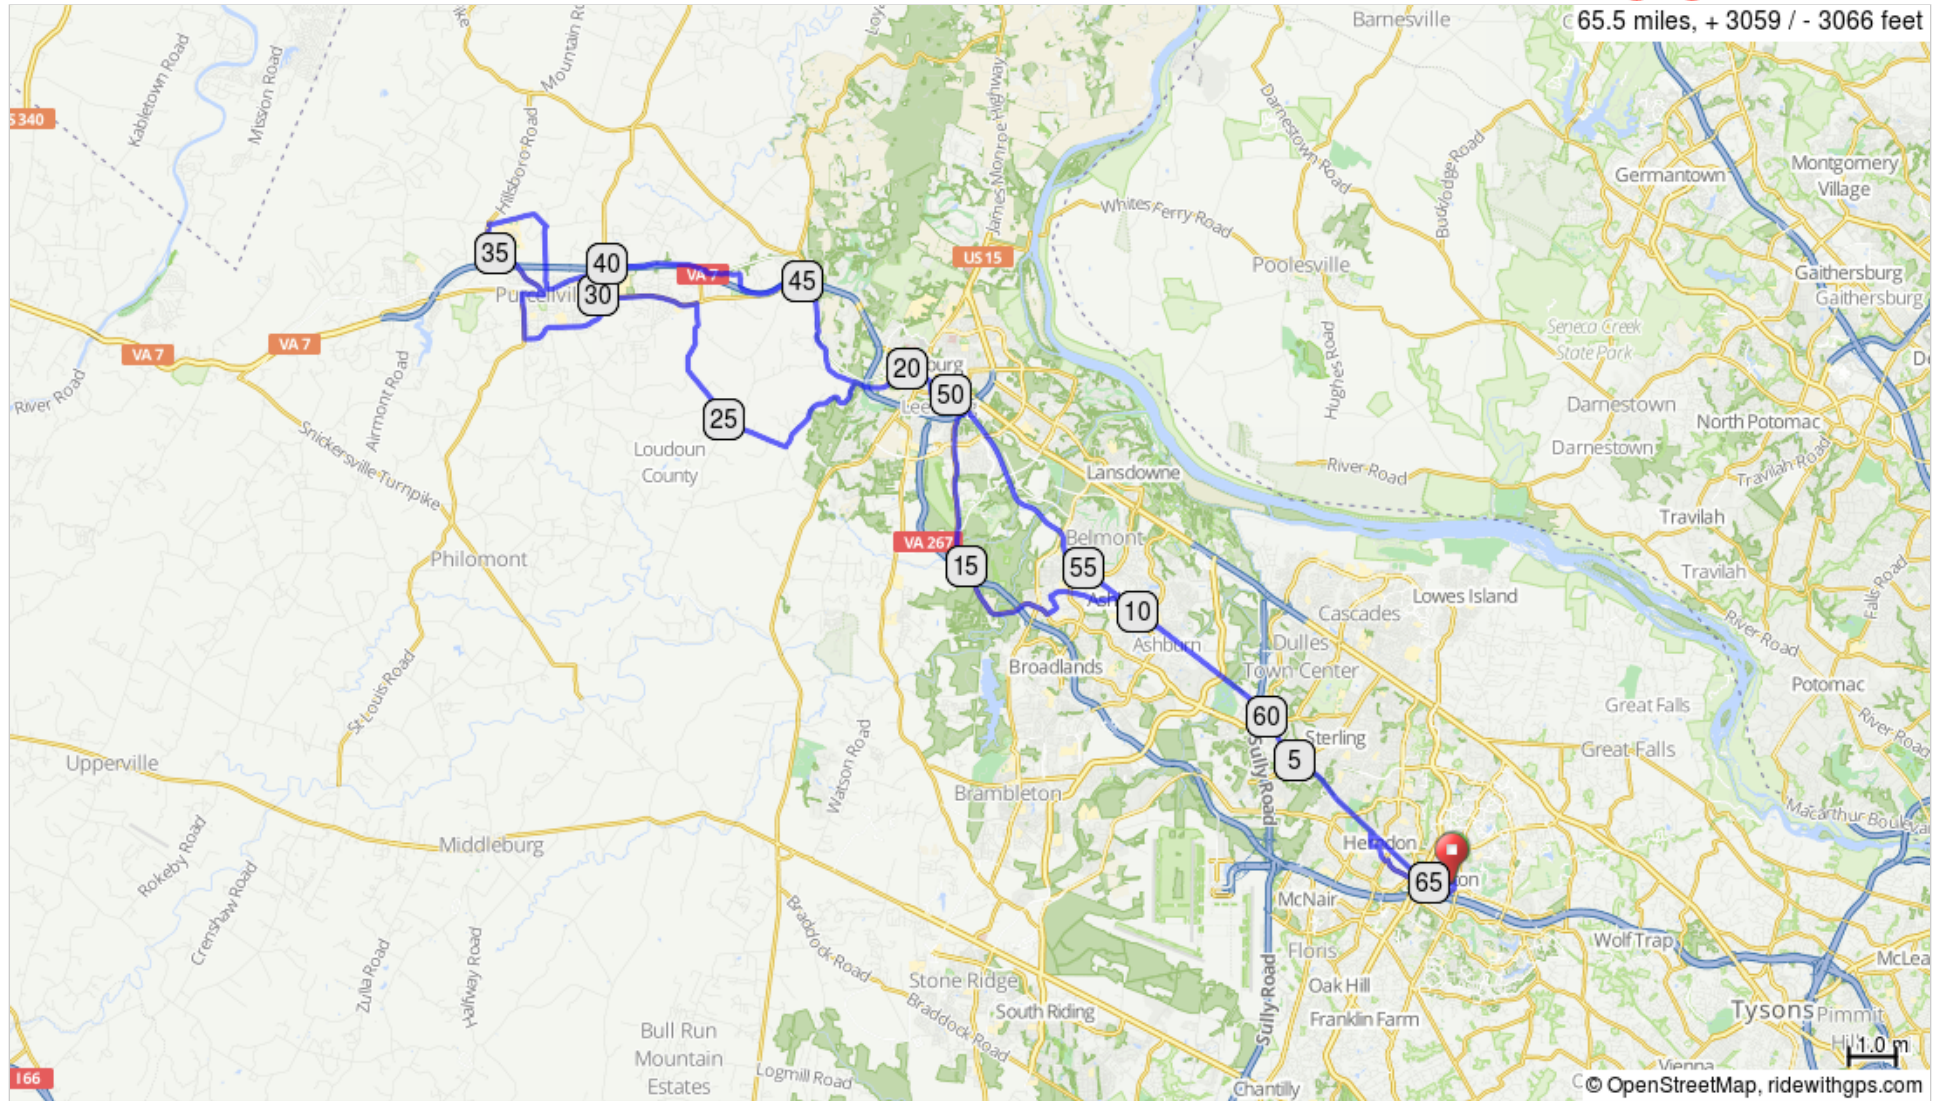 Barnesville
65.5 miles, + 3059 / - 3066 feet
Kabletown Road
Mission Road
Mountain
Hillsboro Road
James Monroe Highway
Darnestown Road
Bucklodge Road
Germantown
Montgomery
Village
Whites Ferry Road
US 15
Poolesville
Gaithersburg
Gaithersburg
35
40
VA 7
45
30
VA 7
VA 7
River Road
Airmont Road
Snickersville Turnpike
20
50
25
Loudoun
County
Hughes Road
Seneca Creek
State Park
Darnestown
North Potomac
Darnestown
Travilah Road
River Road
Lansdowne
Travilah
Philomont
VA 267
15
Belmont
55
10
Ashburn
Broadlands
Cascades
Lowes Island
Travilah
Falls Road
River Road
Dulles
Town Center
Potomac
River Road
Great Falls
Great Falls
St Louis Road
60
Sully Road
Sterling
5
Upperville
Watson Road
Brambleton
Middleburg
Rokeby Road
Crenshaw Road
Zulla Road
Halfway Road
65
McNair
Floris
Wolf Trap
Oak Hill
Franklin Farm
Sully Road
Braddock Road
Braddock Road
Stone Ridge
South Riding
Tysons
Pimmit
Bull Run
Mountain
Estates
Logmill Road
I 66
Chantilly
Vienna
1.0 m
© OpenStreetMap, ridewithgps.com